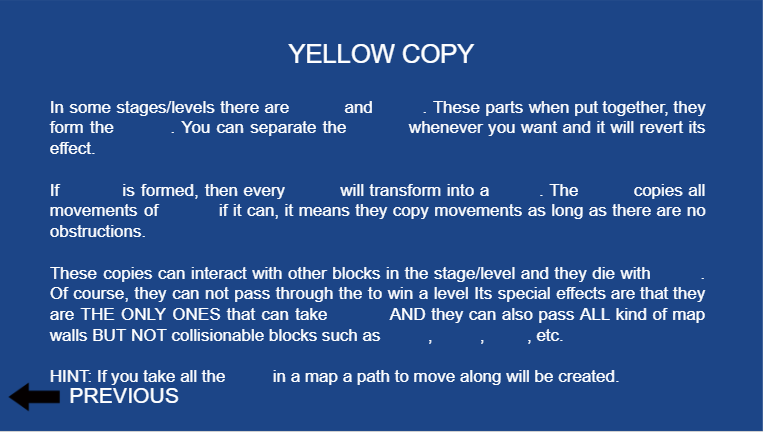 YELLOW COPY
In some stages/levels there are and . These parts when put together, they
form the . You can separate the whenever you want and it will revert its
effect.
If is formed, then every will transform into a . The copies all
movements of if it can, it means they copy movements as long as there are no
obstructions.
These copies can interact with other blocks in the stage/level and they die with .
Of course, they can not pass through the to win a level Its special effects are that they
are THE ONLY ONES that can take AND they can also pass ALL kind of map
walls BUT NOT collisionable blocks such as , , , etc.
HINT: If you take all the in a map a path to move along will be created.
PREVIOUS